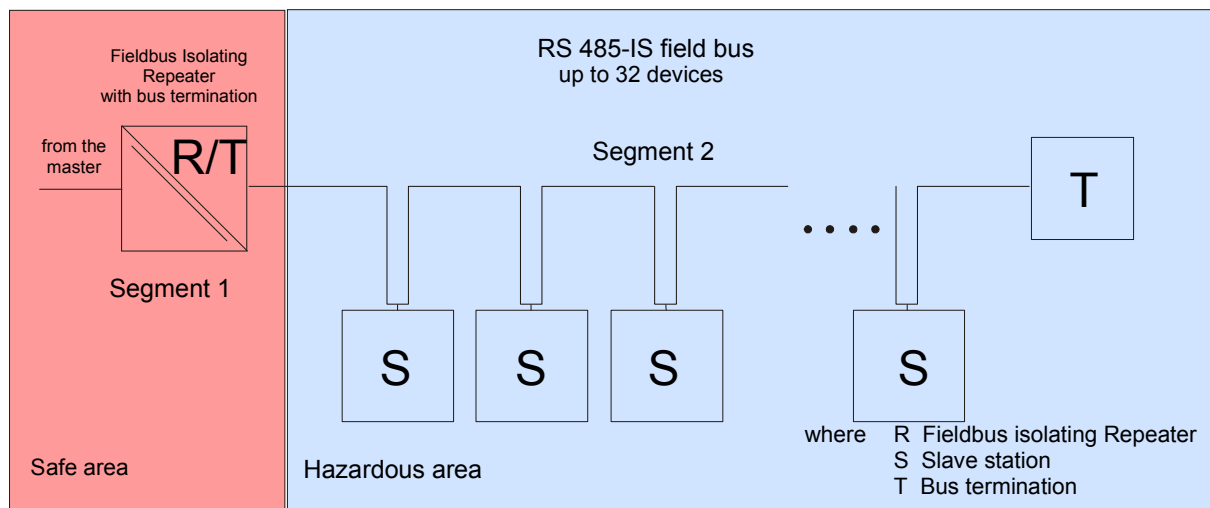 Fieldbus Isolating
Repeater
with bus termination
from the
master
R/T
Segment 1
Safe area
RS 485-IS field bus
up to 32 devices
Segment 2
T
S
S
S
S
Hazardous area
where R Fieldbus isolating Repeater
S Slave station
T Bus termination